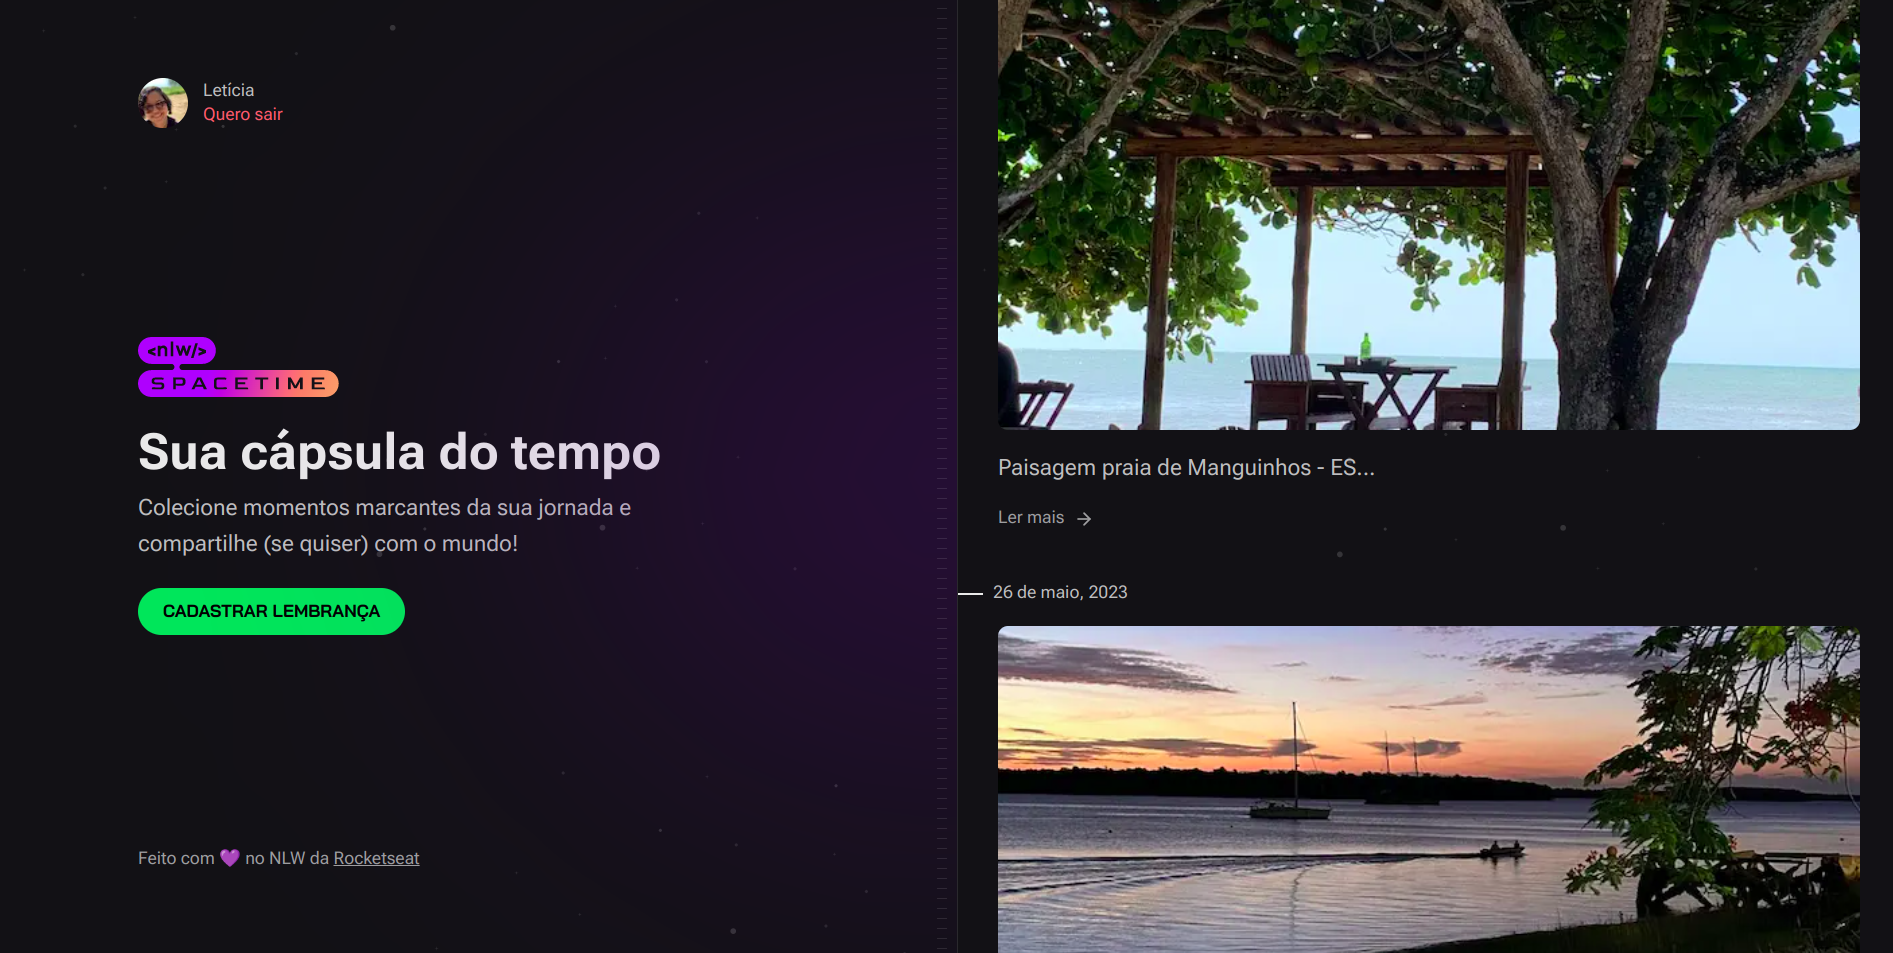 Letícia
Quero sair
<nlw/>
SPACETIME
Sua cápsula do tempo
Colecione momentos marcantes da sua jornada e
compartilhe (se quiser) com o mundo!
CADASTRAR LEMBRANÇA
Feito com 💜 no NLW da Rocketseat
Paisagem praia de Manguinhos - ES...
Ler mais →
26 de maio, 2023